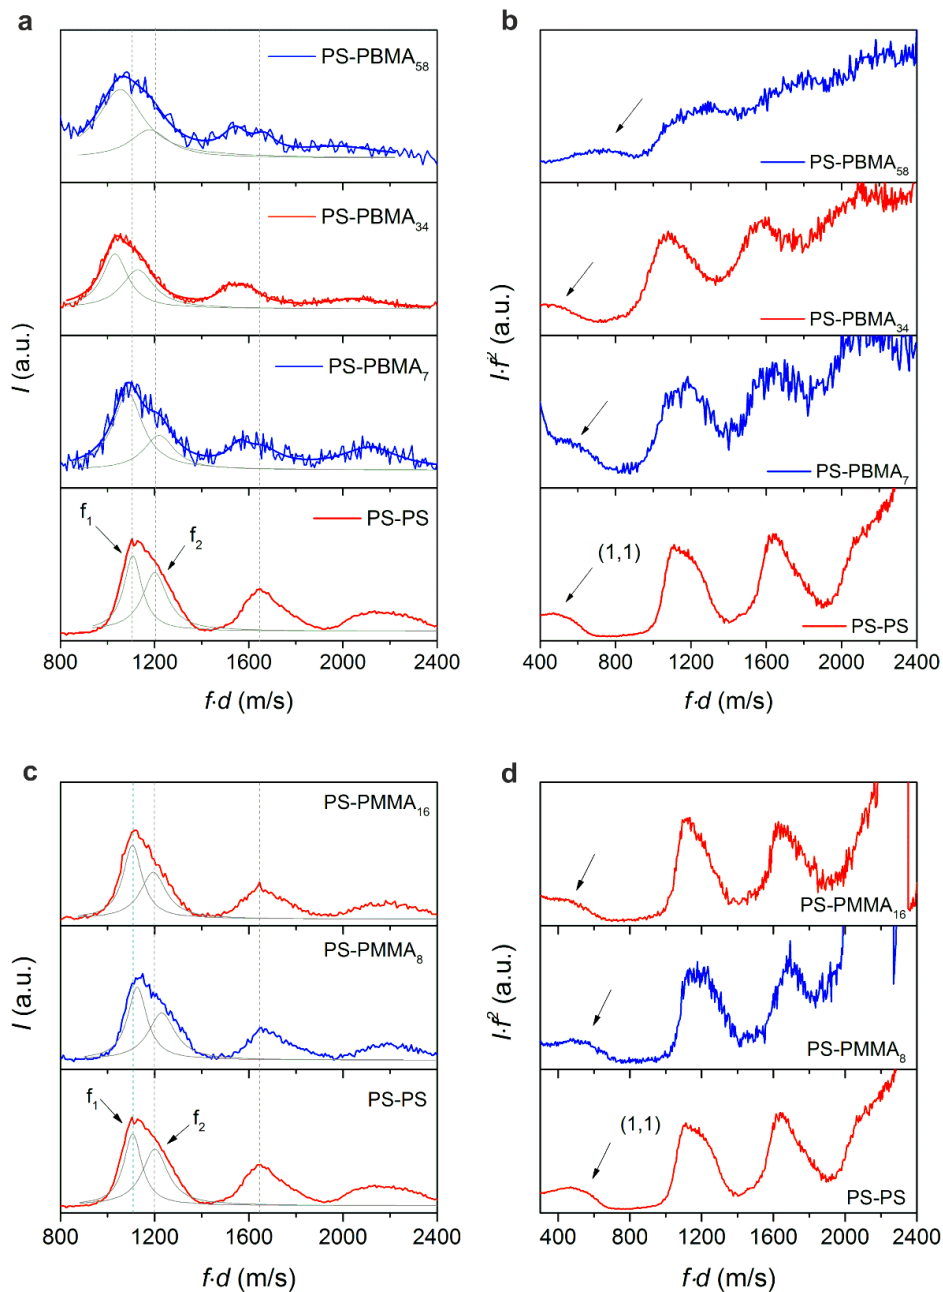 a
PS-PBMA58
PS-PBMA34
PS-PBMA7
PS-PS
f1
f2
I (a.u.)
800 1200 1600 2000 2400
f·d (m/s)
b
PS-PBMA58
PS-PBMA34
PS-PBMA7
(1,1)
PS-PS
I·f² (a.u.)
400 800 1200 1600 2000 2400
f·d (m/s)
c
PS-PMMA16
PS-PMMA8
PS-PS
f1
f2
I (a.u.)
800 1200 1600 2000 2400
f·d (m/s)
d
PS-PMMA16
PS-PMMA8
(1,1)
PS-PS
I·f² (a.u.)
400 800 1200 1600 2000 2400
f·d (m/s)